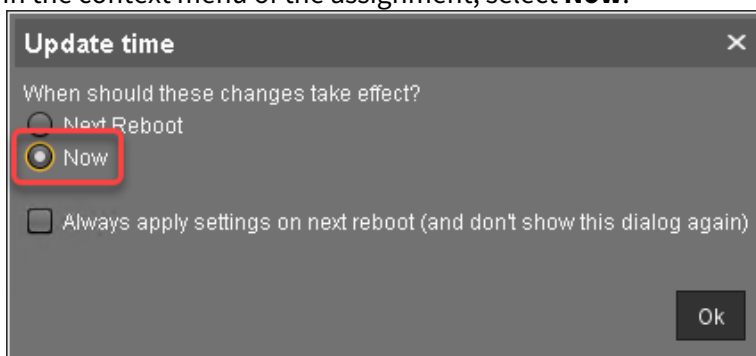 In the context menu of the assignment, select Now.
Update time
When should these changes take effect?
Next Reboot
Now
Always apply settings on next reboot (and don't show this dialog again)
Ok